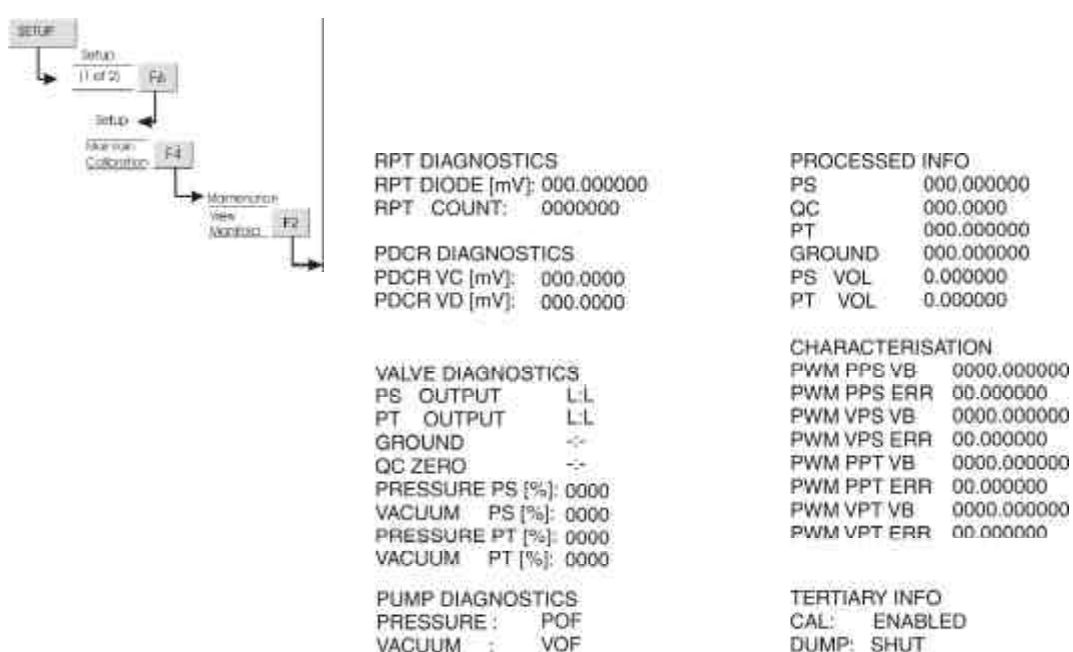 SETUP
Setup
(1 of 2) F6
Setup
Maintain
Calibration F4
Maintenance
View
Manifold F2
RPT DIAGNOSTICS
RPT DIODE [mV]: 000.000000
RPT COUNT: 0000000
PDCR DIAGNOSTICS
PDCR VC [mV]: 000.0000
PDCR VD [mV]: 000.0000
VALVE DIAGNOSTICS
PS OUTPUT L:L
PT OUTPUT L:L
GROUND -:-
QC ZERO -:-
PRESSURE PS [%]: 0000
VACUUM PS [%]: 0000
PRESSURE PT [%]: 0000
VACUUM PT [%]: 0000
PUMP DIAGNOSTICS
PRESSURE : POF
VACUUM : VOF
PROCESSED INFO
PS 000.000000
QC 000.0000
PT 000.000000
GROUND 000.000000
PS VOL 0.000000
PT VOL 0.000000
CHARACTERISATION
PWM PPS VB 0000.000000
PWM PPS ERR 00.000000
PWM VPS VB 0000.000000
PWM VPS ERR 00.000000
PWM PPT VB 0000.000000
PWM PPT ERR 00.000000
PWM VPT VB 0000.000000
PWM VPT ERR 00.000000
TERTIARY INFO
CAL: ENABLED
DUMP: SHUT